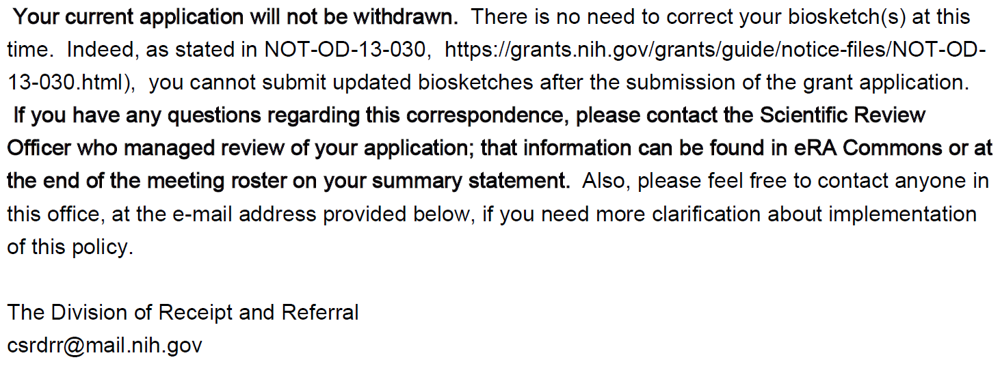 Your current application will not be withdrawn.  There is no need to correct your biosketch(s) at this
time.  Indeed, as stated in NOT-OD-13-030,  https://grants.nih.gov/grants/guide/notice-files/NOT-OD-
13-030.html),  you cannot submit updated biosketches after the submission of the grant application.
If you have any questions regarding this correspondence, please contact the Scientific Review
Officer who managed review of your application; that information can be found in eRA Commons or at
the end of the meeting roster on your summary statement.  Also, please feel free to contact anyone in
this office, at the e-mail address provided below, if you need more clarification about implementation
of this policy.
The Division of Receipt and Referral
csrdrr@mail.nih.gov